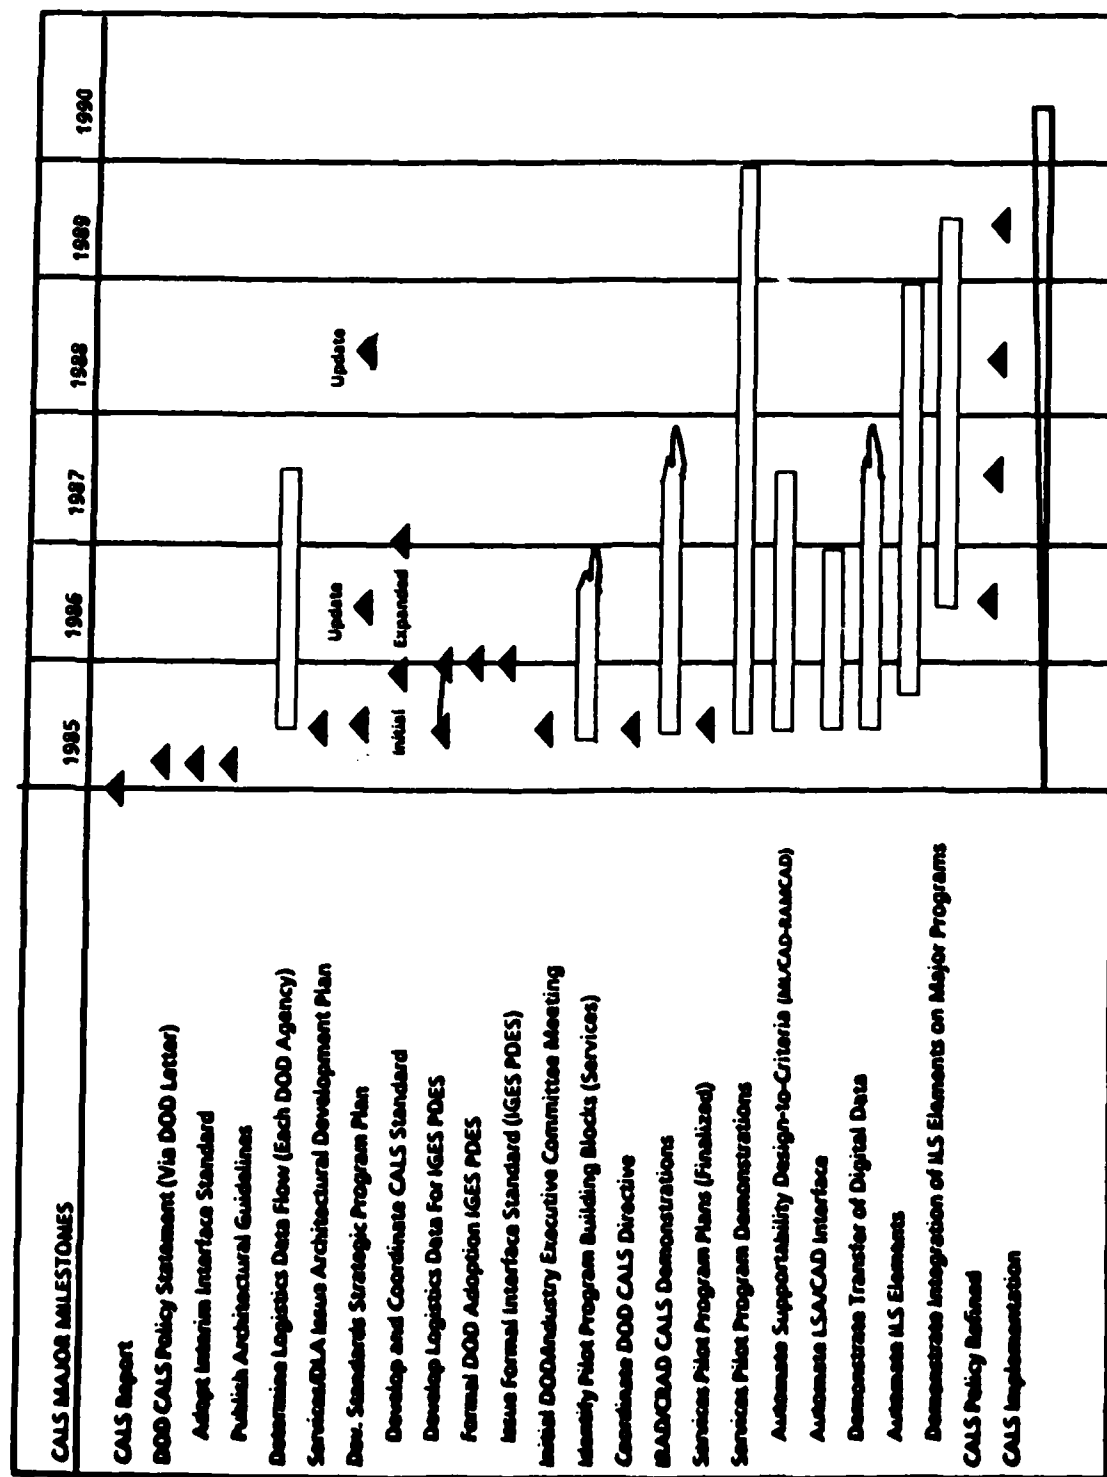 CALS MAJOR MILESTONES
1985
1986
1987
1988
1989
1990
CALS Report
DOD CALS Policy Statement (Via DOD Letter)
Adopt Interim Interface Standard
Publish Architectural Guidelines
Determine Logistics Data Flow (Each DOD Agency)
Services/DLA Issue Architectural Development Plan
Dev. Standards Strategic Program Plan
Update
Update
Develop and Coordinate CALS Standard
Initial
Expanded
Develop Logistics Data For IGES PDES
Formal DOD Adoption IGES PDES
Issue Formal Interface Standard (IGES PDES)
Initial DOD/Industry Executive Committee Meeting
Identify Pilot Program Building Blocks (Services)
Coordinate DOD CALS Directive
IRAD/CRAD CALS Demonstrations
Services Pilot Program Plans (Finalized)
Services Pilot Program Demonstrations
Automate Supportability Design-to-Criteria (ML/CAD-RAMCAD)
Automate LSA/CAD Interface
Demonstrate Transfer of Digital Data
Automate ILS Elements
Demonstrate Integration of ILS Elements on Major Programs
CALS Policy Refined
CALS Implementation